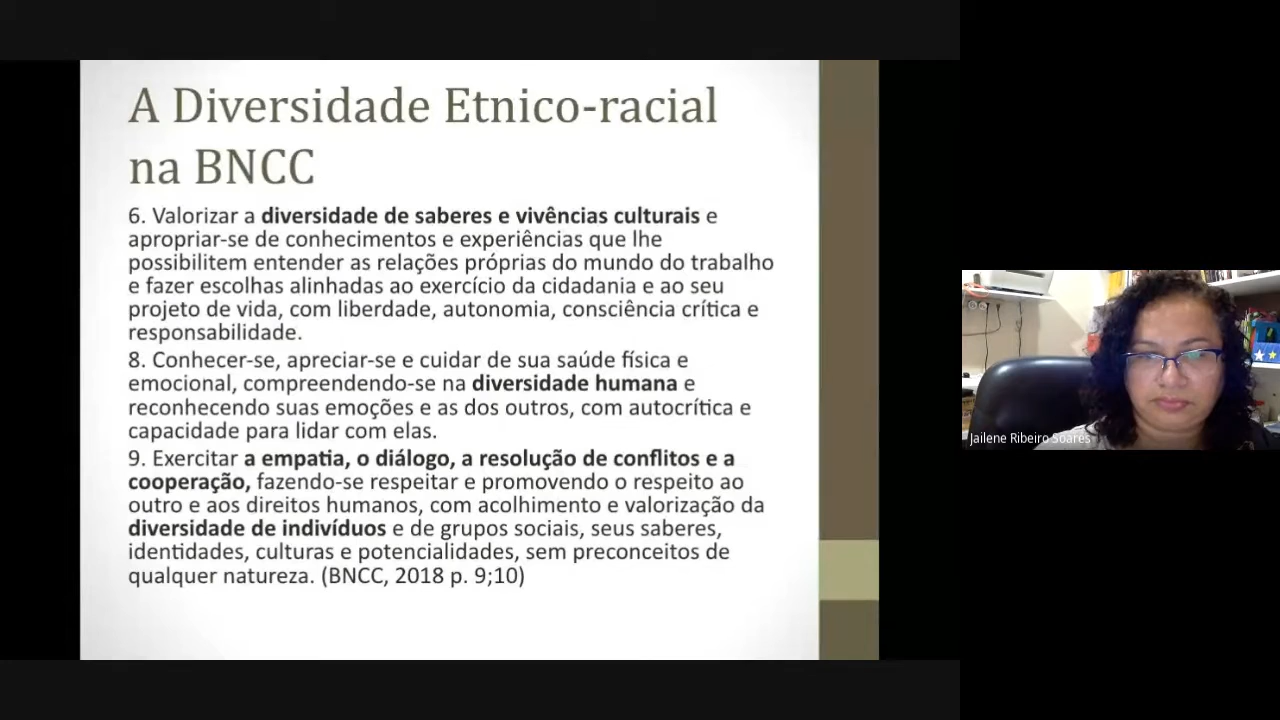 A Diversidade Etnico-racial
na BNCC
6. Valorizar a diversidade de saberes e vivências culturais e
apropriar-se de conhecimentos e experiências que lhe
possibilitem entender as relações próprias do mundo do trabalho
e fazer escolhas alinhadas ao exercício da cidadania e ao seu
projeto de vida, com liberdade, autonomia, consciência crítica e
responsabilidade.
8. Conhecer-se, apreciar-se e cuidar de sua saúde física e
emocional, compreendendo-se na diversidade humana e
reconhecendo suas emoções e as dos outros, com autocrítica e
capacidade para lidar com elas.
9. Exercitar a empatia, o diálogo, a resolução de conflitos e a
cooperação, fazendo-se respeitar e promovendo o respeito ao
outro e aos direitos humanos, com acolhimento e valorização da
diversidade de indivíduos e de grupos sociais, seus saberes,
identidades, culturas e potencialidades, sem preconceitos de
qualquer natureza. (BNCC, 2018 p. 9;10)
Jailene Ribeiro Soares